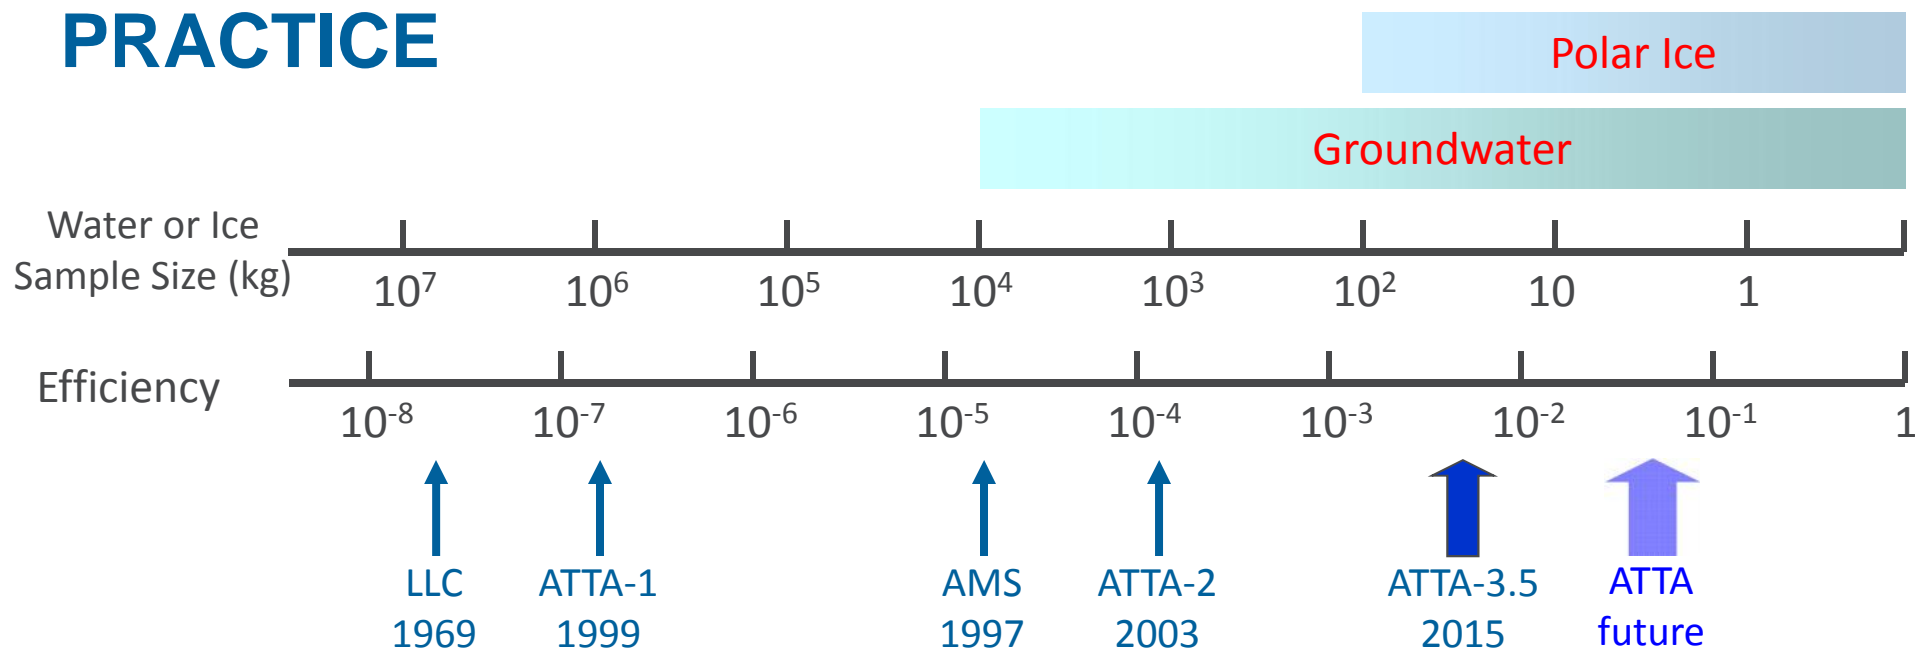 PRACTICE
Polar Ice
Groundwater
Water or Ice
Sample Size (kg)
10⁷ 10⁶ 10⁵ 10⁴ 10³ 10² 10 1
Efficiency
10⁻⁸ 10⁻⁷ 10⁻⁶ 10⁻⁵ 10⁻⁴ 10⁻³ 10⁻² 10⁻¹ 1
LLC ATTA-1 AMS ATTA-2 ATTA-3.5 ATTA
1969 1999 1997 2003 2015 future